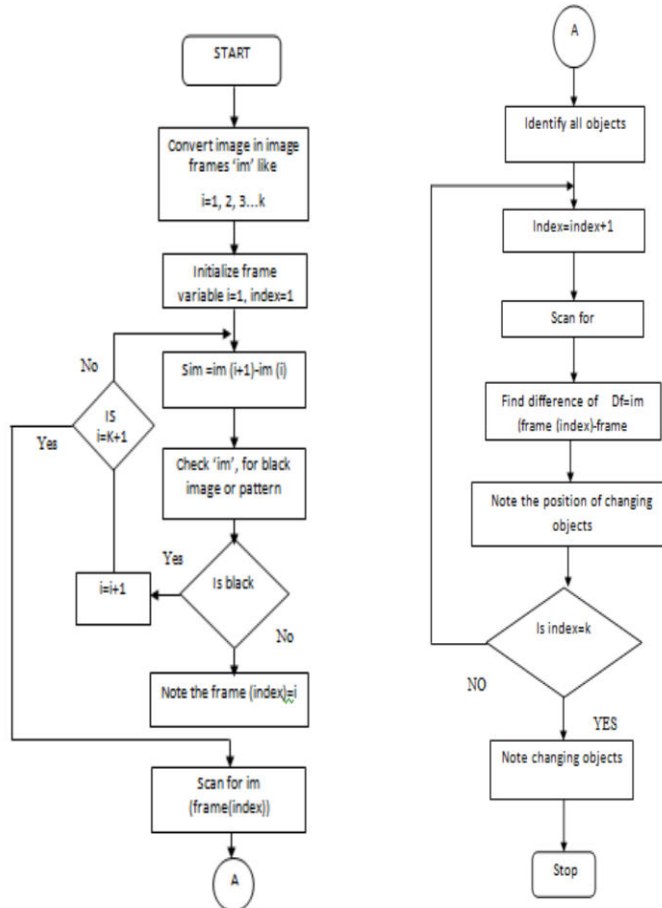 START
Convert image in image
frames ‘im’ like
i=1, 2, 3...k
Initialize frame
variable i=1, index=1
No
Sim =im (i+1)-im (i)
IS
i=K+1
Yes
Check ‘im’, for black
image or pattern
Yes
i=i+1
Is black
No
Note the frame (index)=i
Scan for im
(frame(index))
A
A
Identify all objects
Index=index+1
Scan for
Find difference of Df=im
(frame (index)-frame
Note the position of changing
objects
Is index=k
NO
YES
Note changing objects
Stop